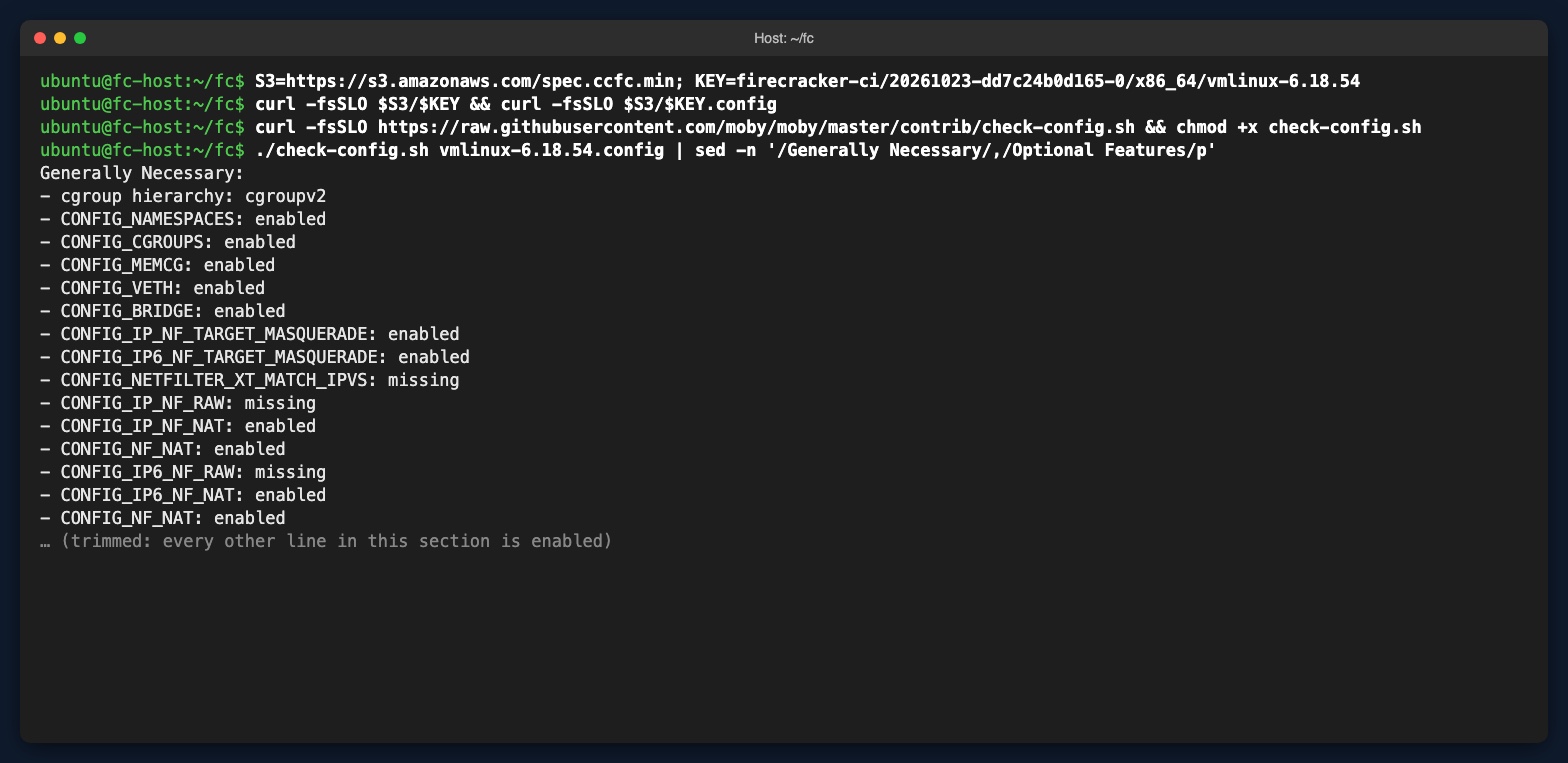 Host: ~/fc
ubuntu@fc-host:~/fc$ S3=https://s3.amazonaws.com/spec.ccfc.min; KEY=firecracker-ci/20261023-dd7c24b0d165-0/x86_64/vmlinux-6.18.54
ubuntu@fc-host:~/fc$ curl -fsSLO $S3/$KEY && curl -fsSLO $S3/$KEY.config
ubuntu@fc-host:~/fc$ curl -fsSLO https://raw.githubusercontent.com/moby/moby/master/contrib/check-config.sh && chmod +x check-config.sh
ubuntu@fc-host:~/fc$ ./check-config.sh vmlinux-6.18.54.config | sed -n '/Generally Necessary/,/Optional Features/p'
Generally Necessary:
- cgroup hierarchy: cgroupv2
- CONFIG_NAMESPACES: enabled
- CONFIG_CGROUPS: enabled
- CONFIG_MEMCG: enabled
- CONFIG_VETH: enabled
- CONFIG_BRIDGE: enabled
- CONFIG_IP_NF_TARGET_MASQUERADE: enabled
- CONFIG_IP6_NF_TARGET_MASQUERADE: enabled
- CONFIG_NETFILTER_XT_MATCH_IPVS: missing
- CONFIG_IP_NF_RAW: missing
- CONFIG_IP_NF_NAT: enabled
- CONFIG_NF_NAT: enabled
- CONFIG_IP6_NF_RAW: missing
- CONFIG_IP6_NF_NAT: enabled
- CONFIG_NF_NAT: enabled
… (trimmed: every other line in this section is enabled)